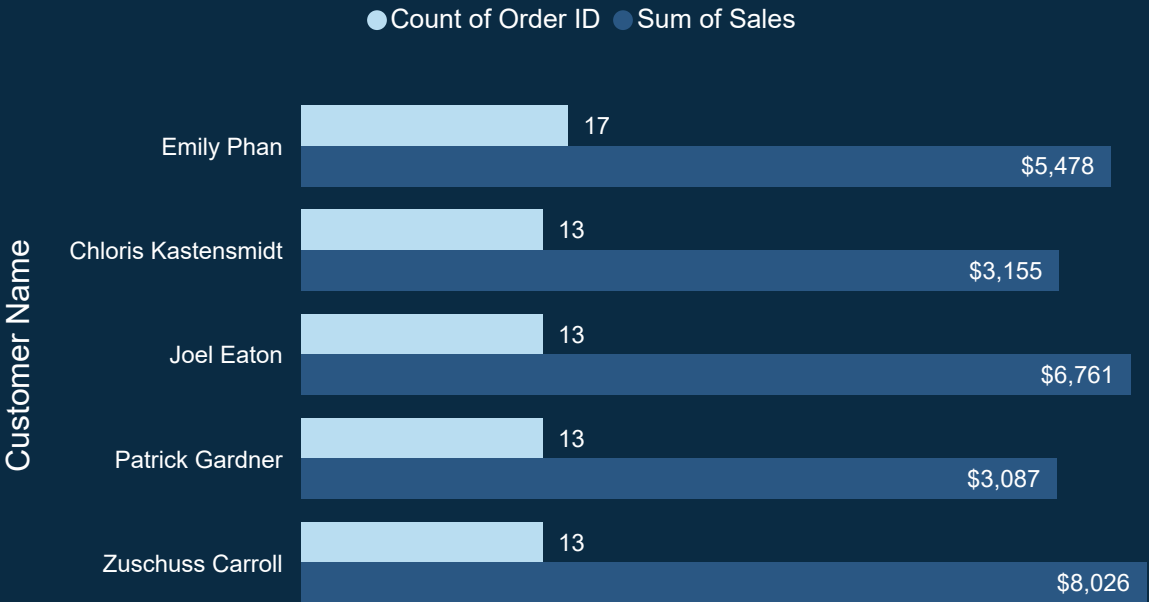 Count of Order ID Sum of Sales
Customer Name
Emily Phan
17
$5,478
Chloris Kastensmidt
13
$3,155
Joel Eaton
13
$6,761
Patrick Gardner
13
$3,087
Zuschuss Carroll
13
$8,026